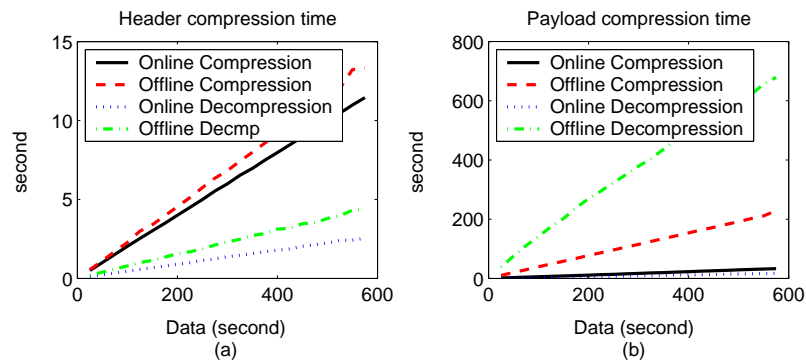 Header compression time
15
10
5
0
0
200
400
600
second
Online Compression
Offline Compression
Online Decompression
Offline Decmp
Data (second)
(a)
Payload compression time
800
600
400
200
0
0
200
400
600
second
Online Compression
Offline Compression
Online Decompression
Offline Decompression
Data (second)
(b)